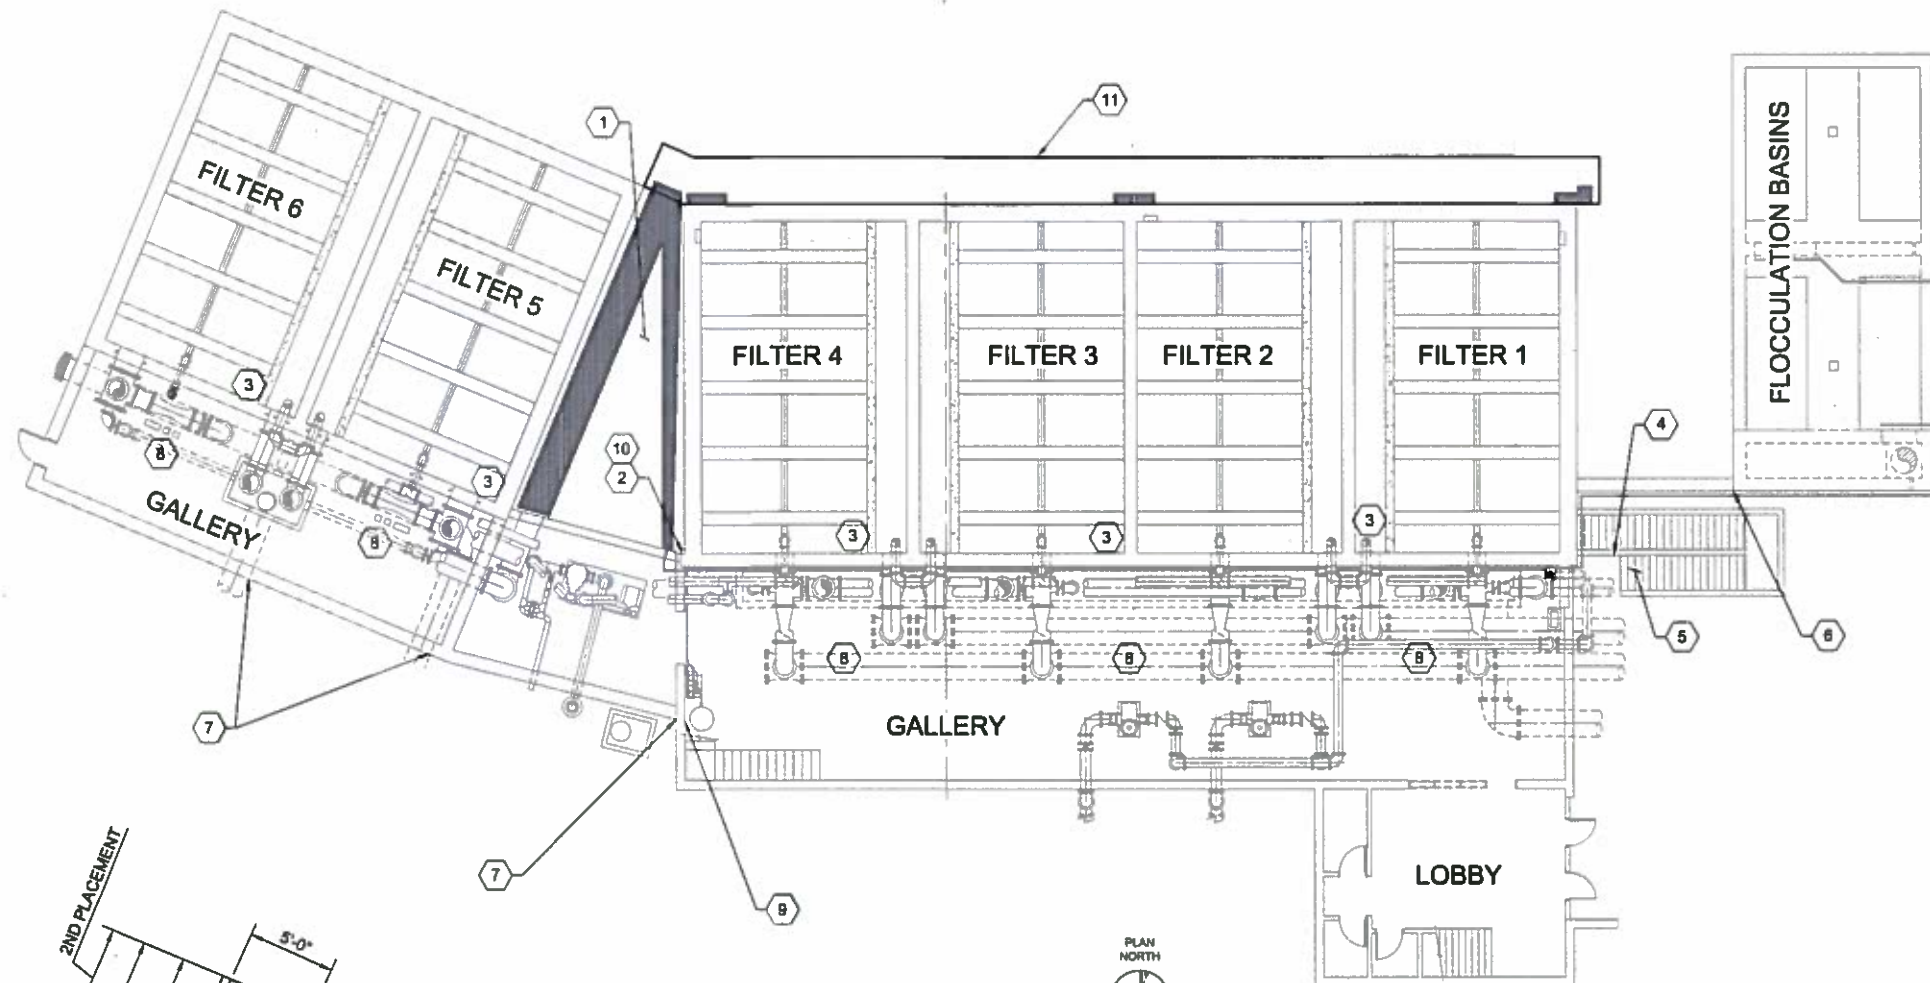 11
1
FILTER 6
FILTER 5
FLOCCULATION BASINS
FILTER 4
FILTER 3
FILTER 2
FILTER 1
3
4
10
2
3
8
GALLERY
3
3
3
8
5
6
8
8
8
7
GALLERY
7
9
LOBBY
2ND PLACEMENT
5'-0"
PLAN
NORTH